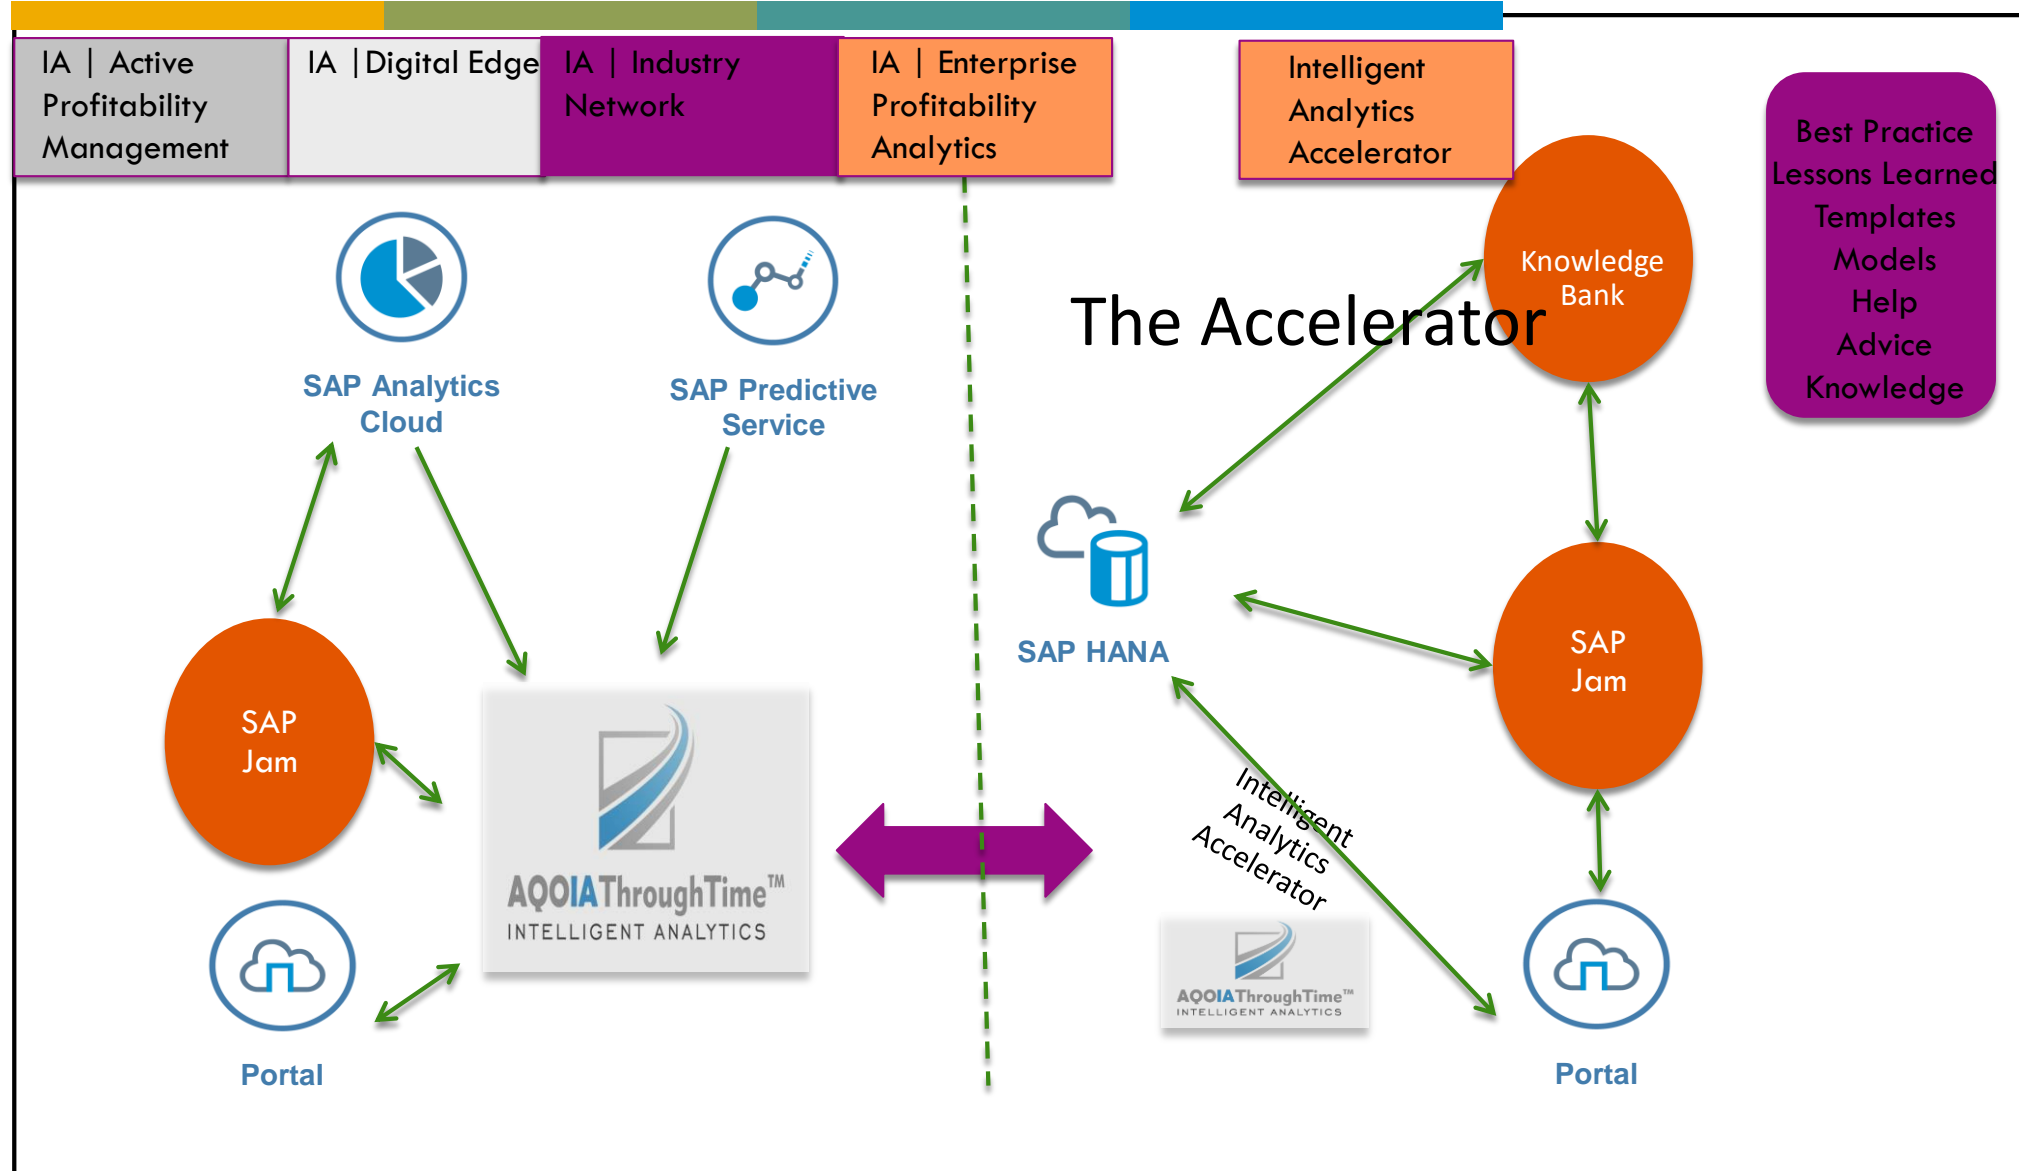 IA | Active
Profitability
Management
IA |Digital Edge
IA | Industry
Network
IA | Enterprise
Profitability
Analytics
Intelligent
Analytics
Accelerator
Best Practice
Lessons Learned
Templates
Models
Help
Advice
Knowledge
Knowledge
Bank
The Accelerator
SAP Analytics
Cloud
SAP Predictive
Service
SAP HANA
SAP
Jam
SAP
Jam
AQOIAThroughTime™
INTELLIGENT ANALYTICS
Intelligent
Analytics
Accelerator
AQOIAThroughTime™
INTELLIGENT ANALYTICS
Portal
Portal